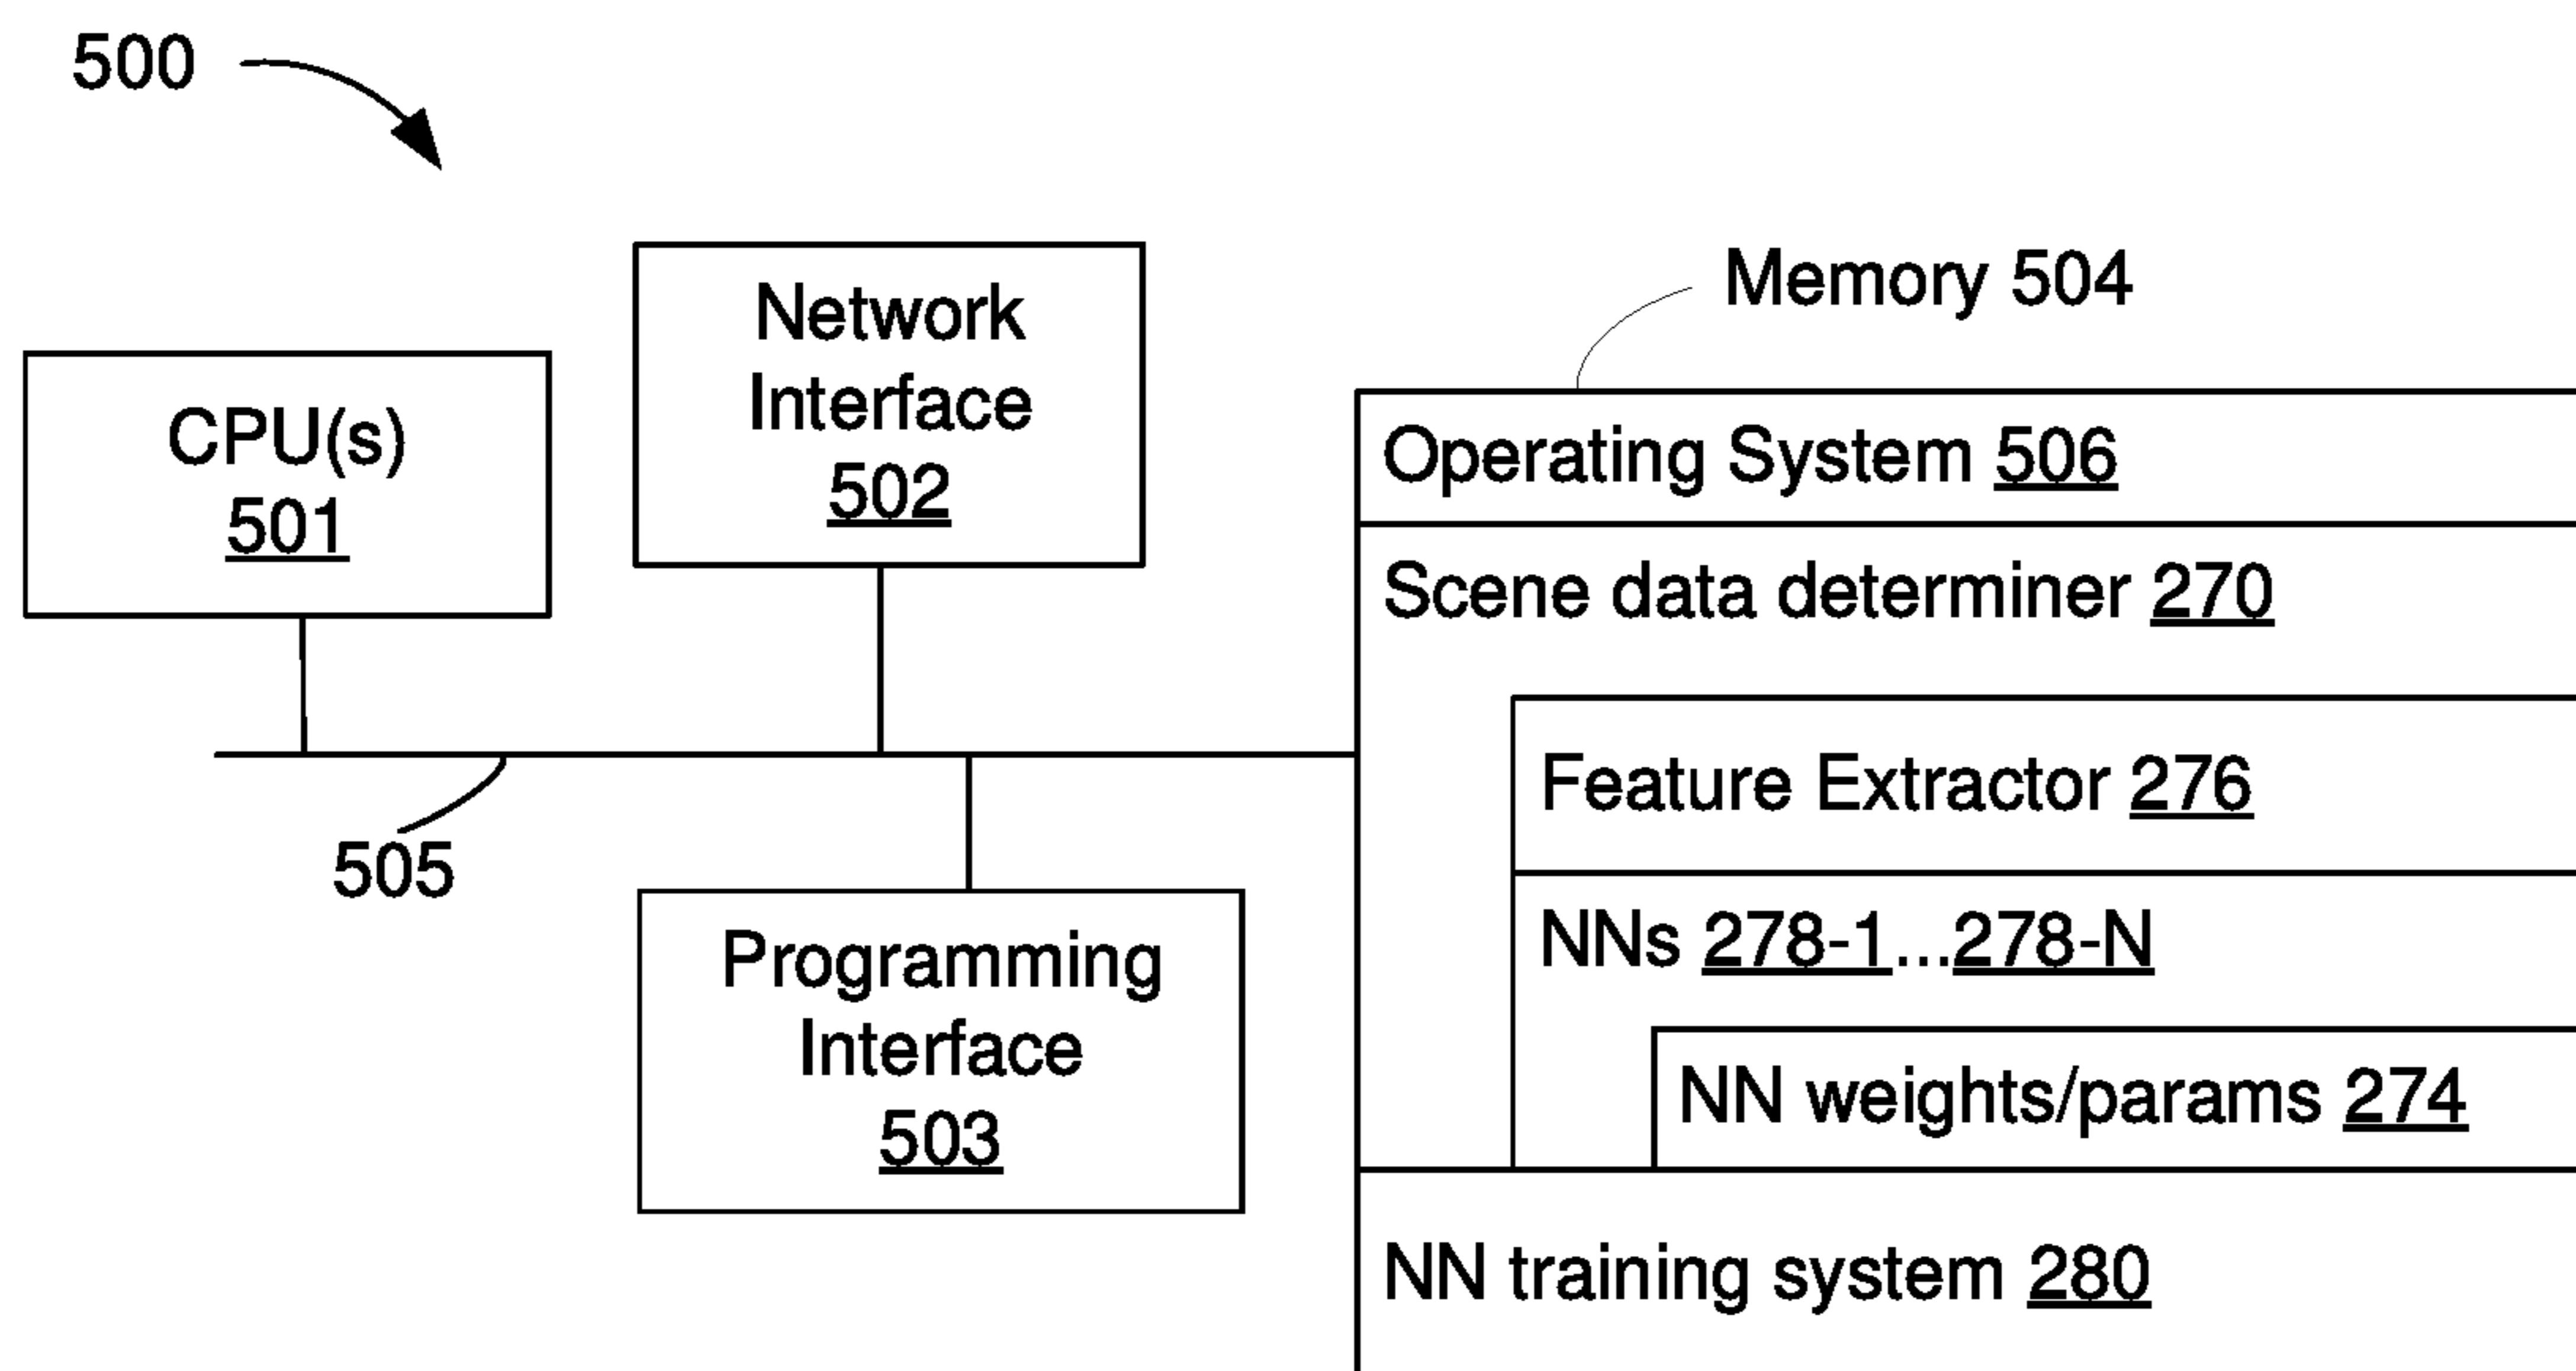 500
CPU(s)
501
Network
Interface
502
505
Programming
Interface
503
Memory 504
Operating System 506
Scene data determiner 270
Feature Extractor 276
NNs 278-1...278-N
NN weights/params 274
NN training system 280